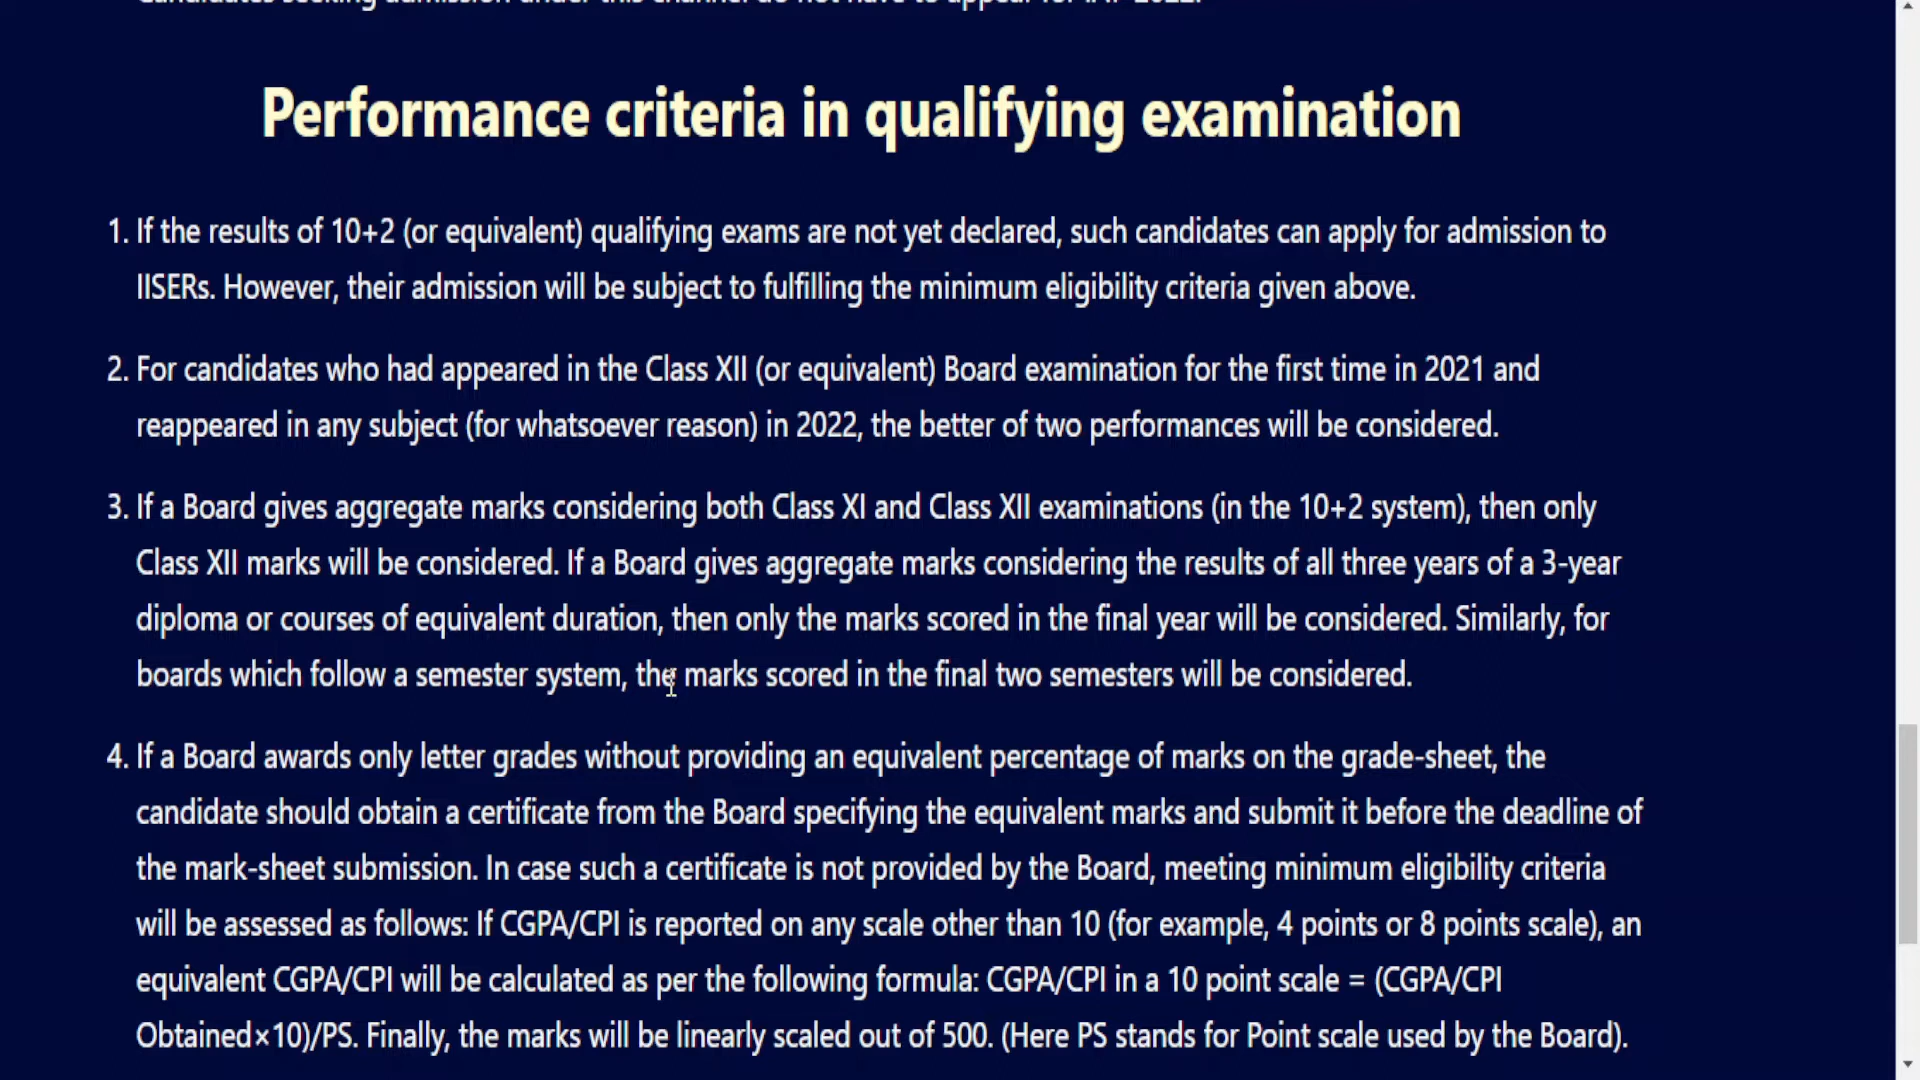 Candidates seeking admission under this channel do not have to appear for IAT 2022.
Performance criteria in qualifying examination
1. If the results of 10+2 (or equivalent) qualifying exams are not yet declared, such candidates can apply for admission to
IISERs. However, their admission will be subject to fulfilling the minimum eligibility criteria given above.
2. For candidates who had appeared in the Class XII (or equivalent) Board examination for the first time in 2021 and
reappeared in any subject (for whatsoever reason) in 2022, the better of two performances will be considered.
3. If a Board gives aggregate marks considering both Class XI and Class XII examinations (in the 10+2 system), then only
Class XII marks will be considered. If a Board gives aggregate marks considering the results of all three years of a 3-year
diploma or courses of equivalent duration, then only the marks scored in the final year will be considered. Similarly, for
boards which follow a semester system, the marks scored in the final two semesters will be considered.
4. If a Board awards only letter grades without providing an equivalent percentage of marks on the grade-sheet, the
candidate should obtain a certificate from the Board specifying the equivalent marks and submit it before the deadline of
the mark-sheet submission. In case such a certificate is not provided by the Board, meeting minimum eligibility criteria
will be assessed as follows: If CGPA/CPI is reported on any scale other than 10 (for example, 4 points or 8 points scale), an
equivalent CGPA/CPI will be calculated as per the following formula: CGPA/CPI in a 10 point scale = (CGPA/CPI
Obtained×10)/PS. Finally, the marks will be linearly scaled out of 500. (Here PS stands for Point scale used by the Board).